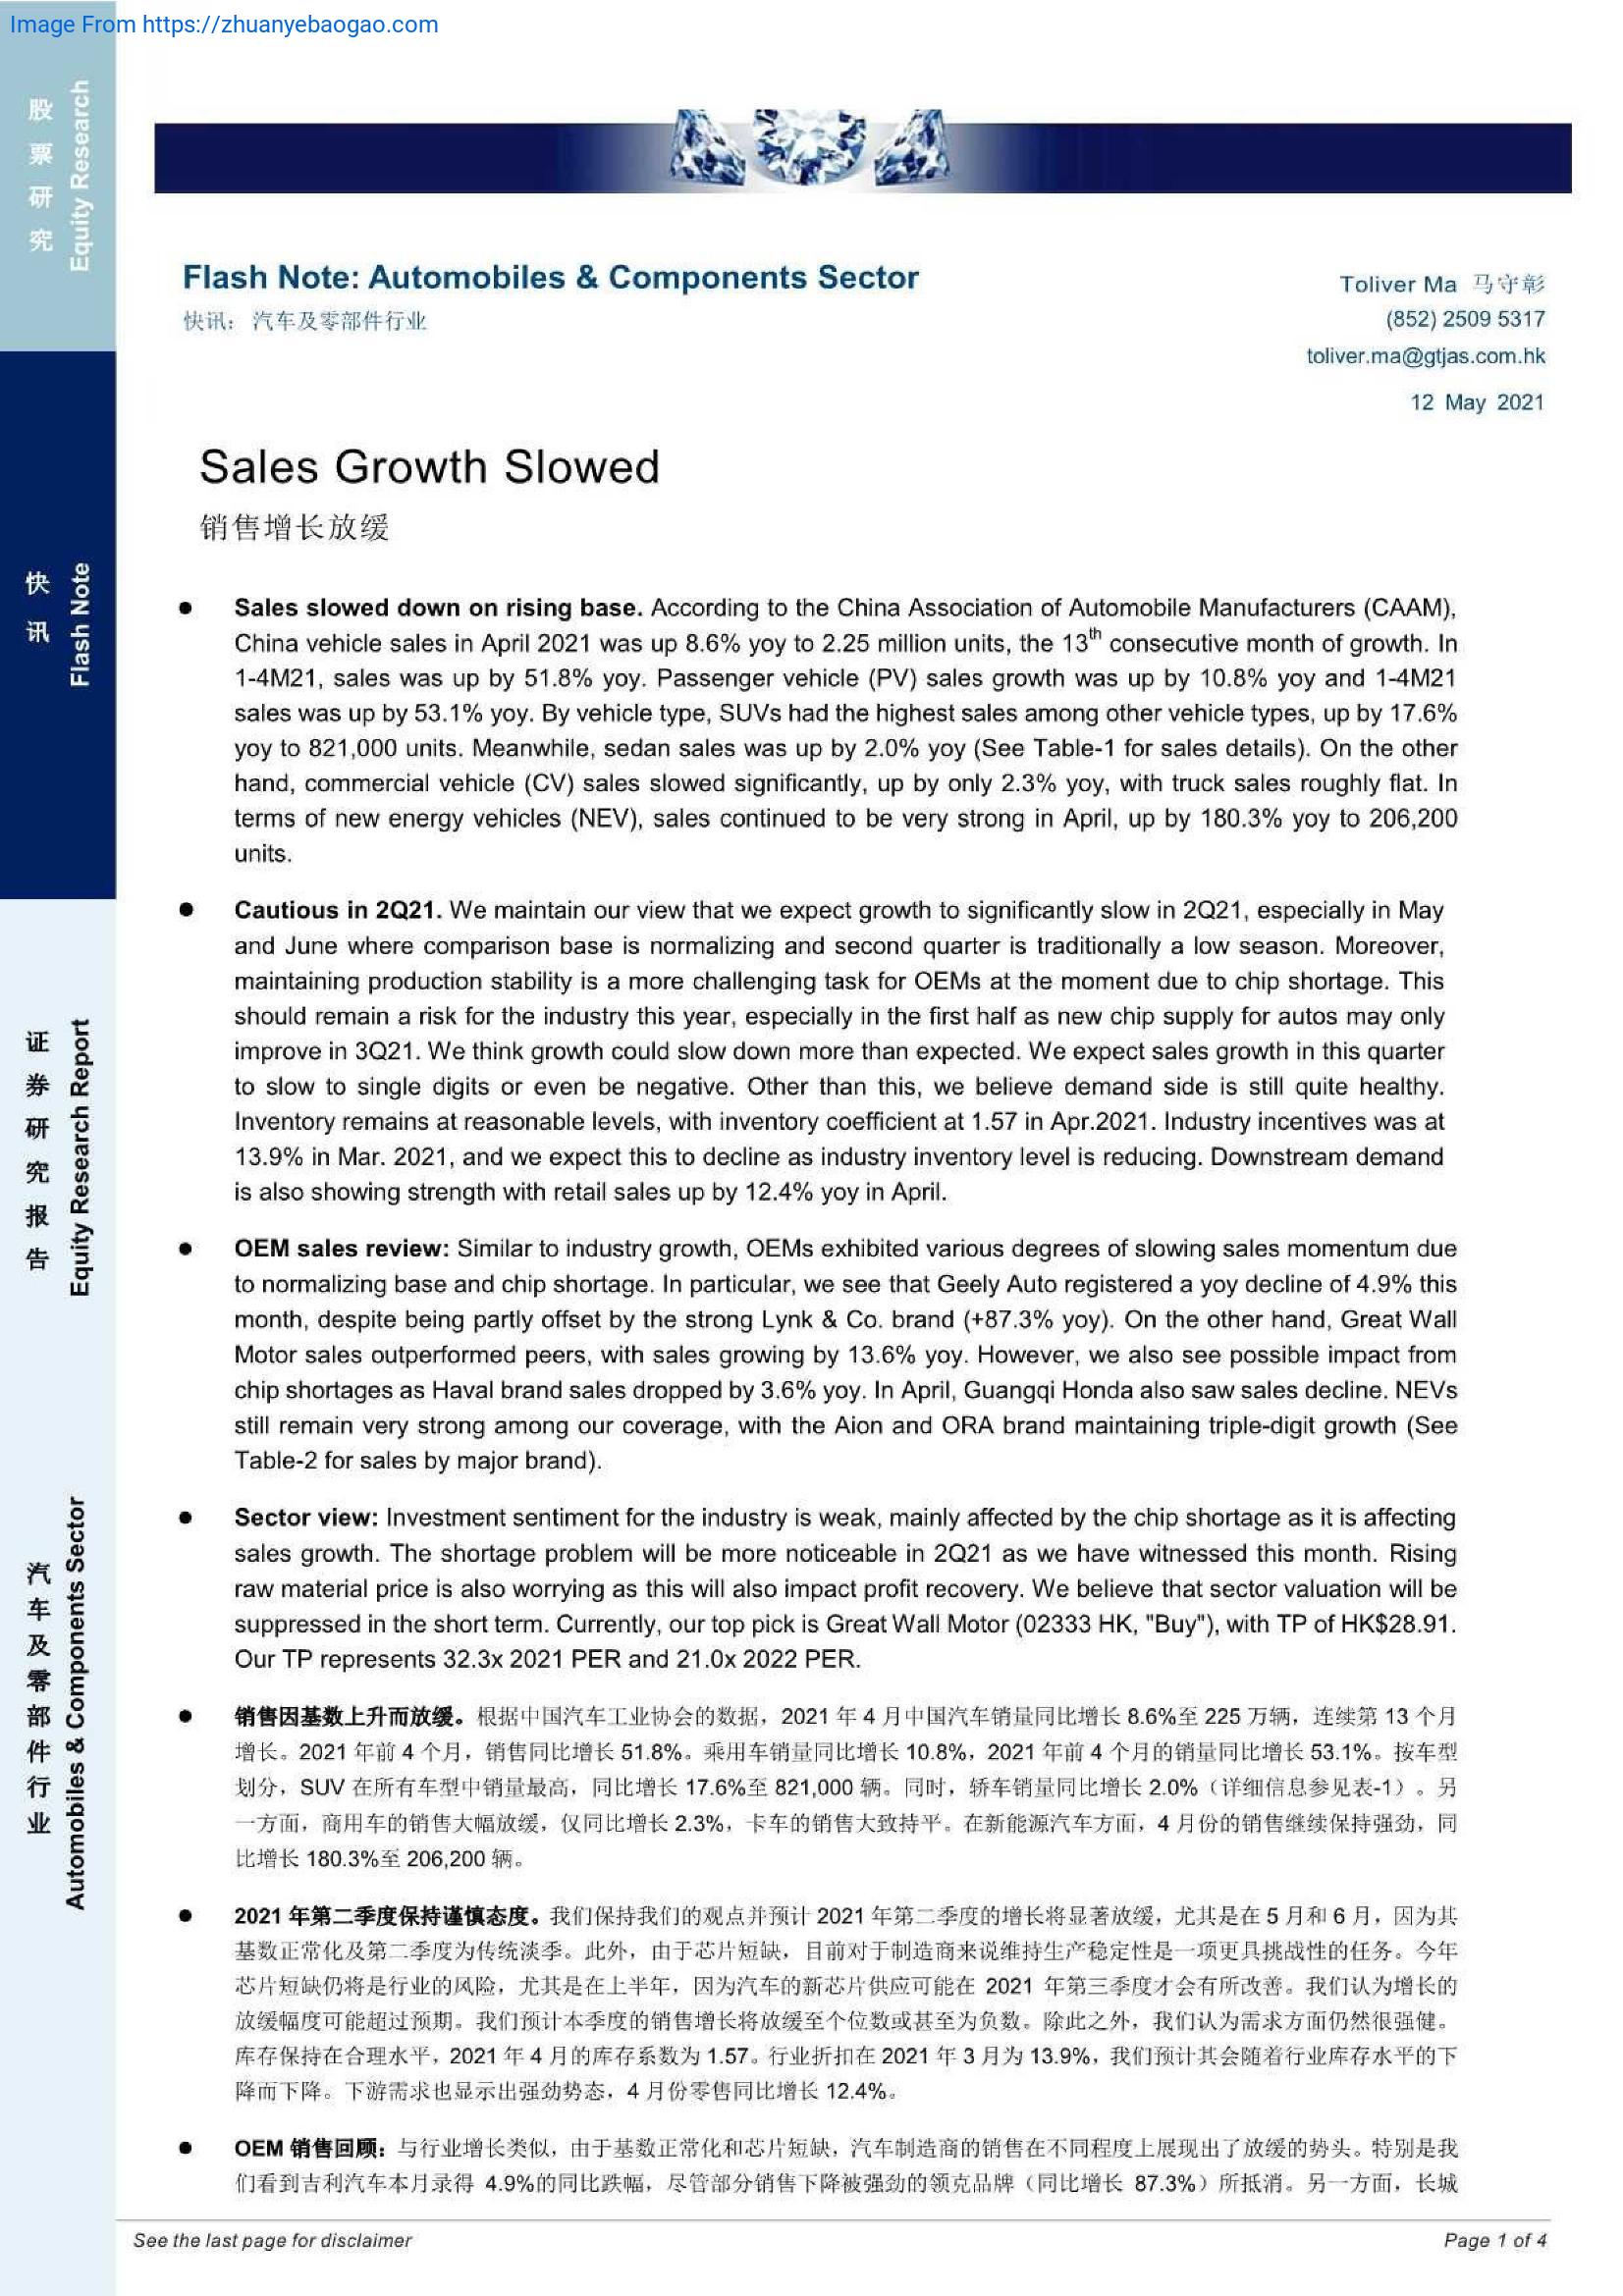 Image From https://zhuanyebaogao.com
股票研究
Equity Research
快讯
Flash Note
证券研究报告
Equity Research Report
汽车及零部件行业
Automobiles & Components Sector
Flash Note: Automobiles & Components Sector
快讯：汽车及零部件行业
Toliver Ma 马守彰
(852) 2509 5317
toliver.ma@gtjas.com.hk
12 May 2021
Sales Growth Slowed
销售增长放缓
● Sales slowed down on rising base. According to the China Association of Automobile Manufacturers (CAAM),
China vehicle sales in April 2021 was up 8.6% yoy to 2.25 million units, the 13th consecutive month of growth. In
1-4M21, sales was up by 51.8% yoy. Passenger vehicle (PV) sales growth was up by 10.8% yoy and 1-4M21
sales was up by 53.1% yoy. By vehicle type, SUVs had the highest sales among other vehicle types, up by 17.6%
yoy to 821,000 units. Meanwhile, sedan sales was up by 2.0% yoy (See Table-1 for sales details). On the other
hand, commercial vehicle (CV) sales slowed significantly, up by only 2.3% yoy, with truck sales roughly flat. In
terms of new energy vehicles (NEV), sales continued to be very strong in April, up by 180.3% yoy to 206,200
units.
● Cautious in 2Q21. We maintain our view that we expect growth to significantly slow in 2Q21, especially in May
and June where comparison base is normalizing and second quarter is traditionally a low season. Moreover,
maintaining production stability is a more challenging task for OEMs at the moment due to chip shortage. This
should remain a risk for the industry this year, especially in the first half as new chip supply for autos may only
improve in 3Q21. We think growth could slow down more than expected. We expect sales growth in this quarter
to slow to single digits or even be negative. Other than this, we believe demand side is still quite healthy.
Inventory remains at reasonable levels, with inventory coefficient at 1.57 in Apr.2021. Industry incentives was at
13.9% in Mar. 2021, and we expect this to decline as industry inventory level is reducing. Downstream demand
is also showing strength with retail sales up by 12.4% yoy in April.
● OEM sales review: Similar to industry growth, OEMs exhibited various degrees of slowing sales momentum due
to normalizing base and chip shortage. In particular, we see that Geely Auto registered a yoy decline of 4.9% this
month, despite being partly offset by the strong Lynk & Co. brand (+87.3% yoy). On the other hand, Great Wall
Motor sales outperformed peers, with sales growing by 13.6% yoy. However, we also see possible impact from
chip shortages as Haval brand sales dropped by 3.6% yoy. In April, Guangqi Honda also saw sales decline. NEVs
still remain very strong among our coverage, with the Aion and ORA brand maintaining triple-digit growth (See
Table-2 for sales by major brand).
● Sector view: Investment sentiment for the industry is weak, mainly affected by the chip shortage as it is affecting
sales growth. The shortage problem will be more noticeable in 2Q21 as we have witnessed this month. Rising
raw material price is also worrying as this will also impact profit recovery. We believe that sector valuation will be
suppressed in the short term. Currently, our top pick is Great Wall Motor (02333 HK, "Buy"), with TP of HK$28.91.
Our TP represents 32.3x 2021 PER and 21.0x 2022 PER.
● 销售因基数上升而放缓。根据中国汽车工业协会的数据，2021 年 4 月中国汽车销量同比增长 8.6%至 225 万辆，连续第 13 个月
增长。2021 年前 4 个月，销售同比增长 51.8%。乘用车销量同比增长 10.8%，2021 年前 4 个月的销量同比增长 53.1%。按车型
划分，SUV 在所有车型中销量最高，同比增长 17.6%至 821,000 辆。同时，轿车销量同比增长 2.0%（详细信息参见表-1）。另
一方面，商用车的销售大幅放缓，仅同比增长 2.3%，卡车的销售大致持平。在新能源汽车方面，4 月份的销售继续保持强劲，同
比增长 180.3%至 206,200 辆。
● 2021 年第二季度保持谨慎态度。我们保持我们的观点并预计 2021 年第二季度的增长将显著放缓，尤其是在 5 月和 6 月，因为其
基数正常化及第二季度为传统淡季。此外，由于芯片短缺，目前对于制造商来说维持生产稳定性是一项更具挑战性的任务。今年
芯片短缺仍将是行业的风险，尤其是在上半年，因为汽车的新芯片供应可能在 2021 年第三季度才会有所改善。我们认为增长的
放缓幅度可能超过预期。我们预计本季度的销售增长将放缓至个位数或甚至为负数。除此之外，我们认为需求方面仍然很强健。
库存保持在合理水平，2021 年 4 月的库存系数为 1.57。行业折扣在 2021 年 3 月为 13.9%，我们预计其会随着行业库存水平的下
降而下降。下游需求也显示出强劲势态，4 月份零售同比增长 12.4%。
● OEM 销售回顾：与行业增长类似，由于基数正常化和芯片短缺，汽车制造商的销售在不同程度上展现出了放缓的势头。特别是我
们看到吉利汽车本月录得 4.9%的同比跌幅，尽管部分销售下降被强劲的领克品牌（同比增长 87.3%）所抵消。另一方面，长城
See the last page for disclaimer
Page 1 of 4